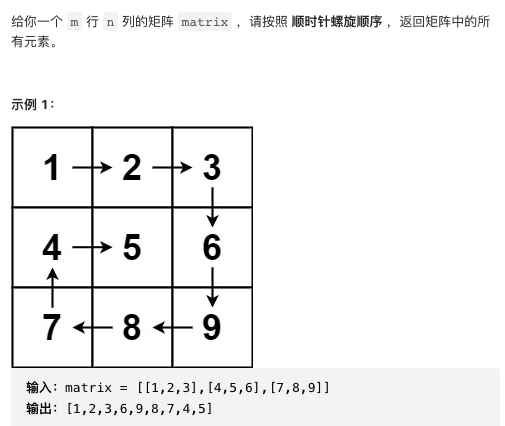 给你一个 m 行 n 列的矩阵 matrix ，请按照 顺时针螺旋顺序 ，返回矩阵中的所
有元素。
示例 1：
1 2 3
4 5 6
7 8 9
输入：matrix = [[1,2,3],[4,5,6],[7,8,9]]
输出：[1,2,3,6,9,8,7,4,5]